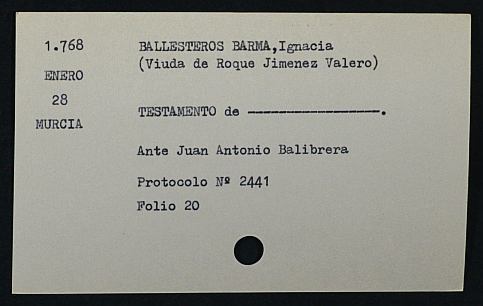 1.768
ENERO
28
MURCIA
BALLESTEROS BARMA,Ignacia
(Viuda de Roque Jimenez Valero)
TESTAMENTO de -----------------.
Ante Juan Antonio Balibrera
Protocolo Nº 2441
Folio 20